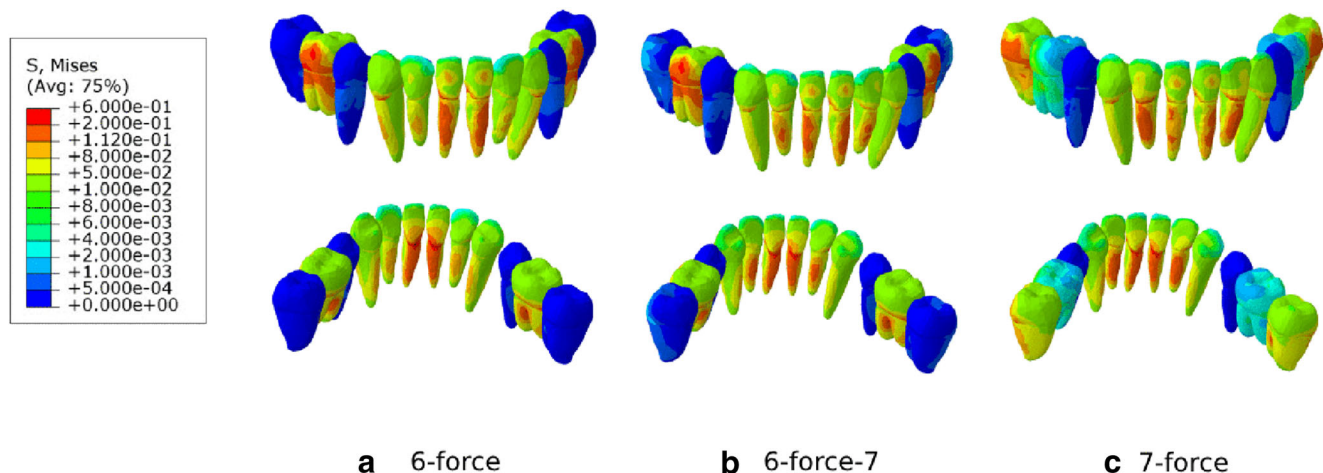 S, Mises
(Avg: 75%)
+6.000e-01
+2.000e-01
+1.120e-01
+8.000e-02
+5.000e-02
+1.000e-02
+8.000e-03
+6.000e-03
+4.000e-03
+2.000e-03
+1.000e-03
+5.000e-04
+0.000e+00
a 6-force
b 6-force-7
c 7-force